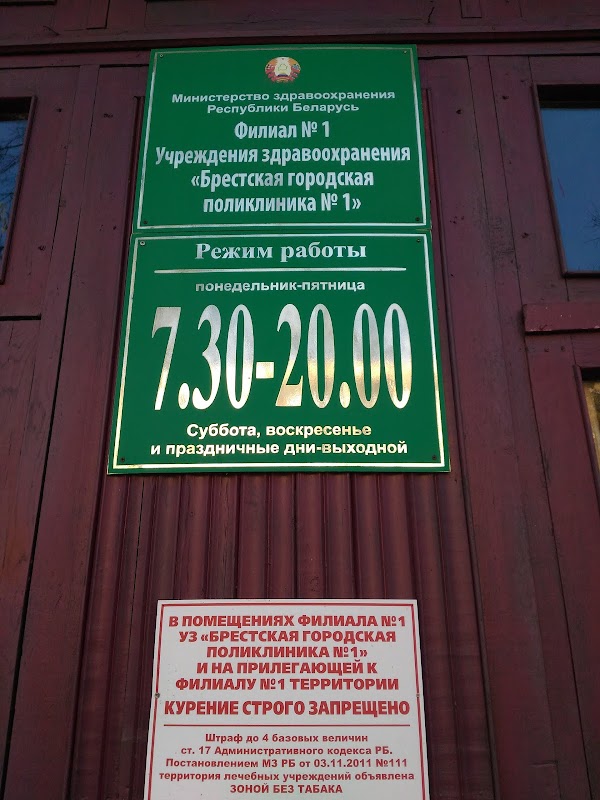 Министерство здравоохранения
Республики Беларусь
Филиал № 1
Учреждения здравоохранения
«Брестская городская
поликлиника № 1»
Режим работы
понедельник-пятница
7.30-20.00
Суббота, воскресенье
и праздничные дни-выходной
В ПОМЕЩЕНИЯХ ФИЛИАЛА №1
УЗ «БРЕСТСКАЯ ГОРОДСКАЯ
ПОЛИКЛИНИКА №1»
И НА ПРИЛЕГАЮЩЕЙ К
ФИЛИАЛУ №1 ТЕРРИТОРИИ
КУРЕНИЕ СТРОГО ЗАПРЕЩЕНО
Штраф до 4 базовых величин
ст. 17 Административного кодекса РБ.
Постановлением МЗ РБ от 03.11.2011 №111
территория лечебных учреждений объявлена
ЗОНОЙ БЕЗ ТАБАКА